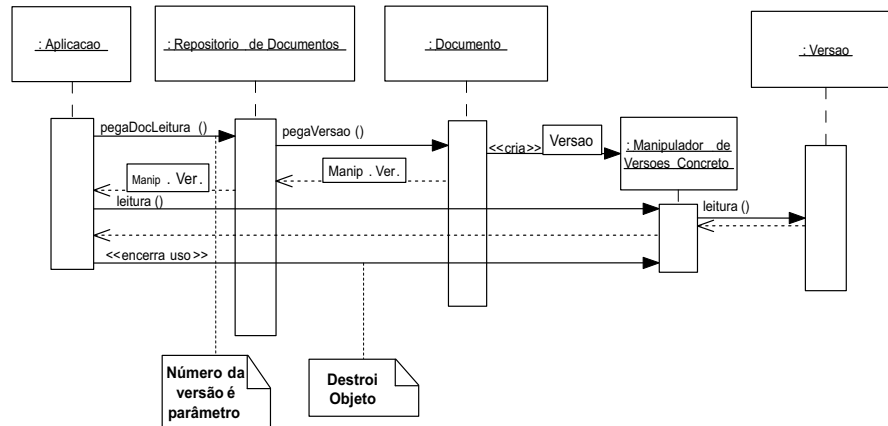 : Aplicacao
: Repositorio de Documentos
: Documento
: Versao
pegaDocLeitura ()
pegaVersao ()
<<cria>>
Versao
: Manipulador de
Versoes Concreto
Manip . Ver.
Manip . Ver.
leitura ()
leitura ()
<<encerra uso>>
Número da
versão é
parâmetro
Destroi
Objeto